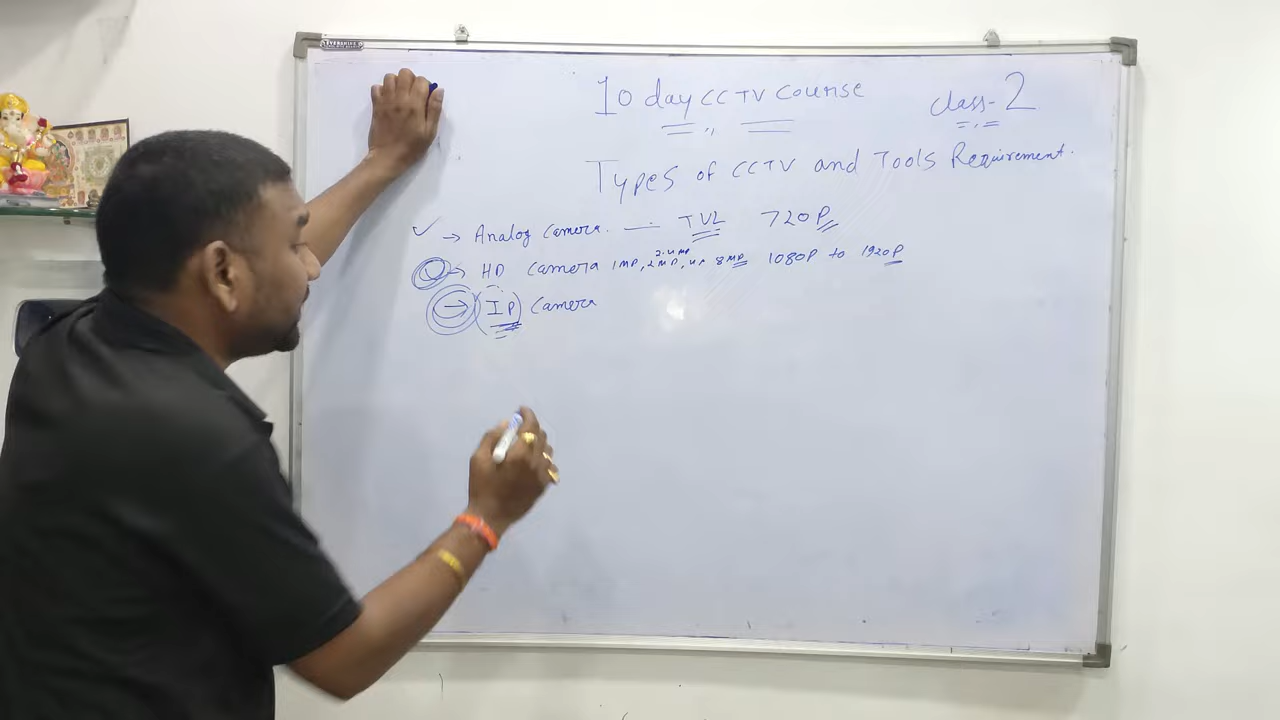 10 day CCTV Course
Class-2
Types of CCTV and Tools Requirement.
→ Analog Camera. — TVL 720P
→ HD Camera 1MP, 2MP, 2.4MP, 8MP 1080P to 1920P
→ (IP) Camera